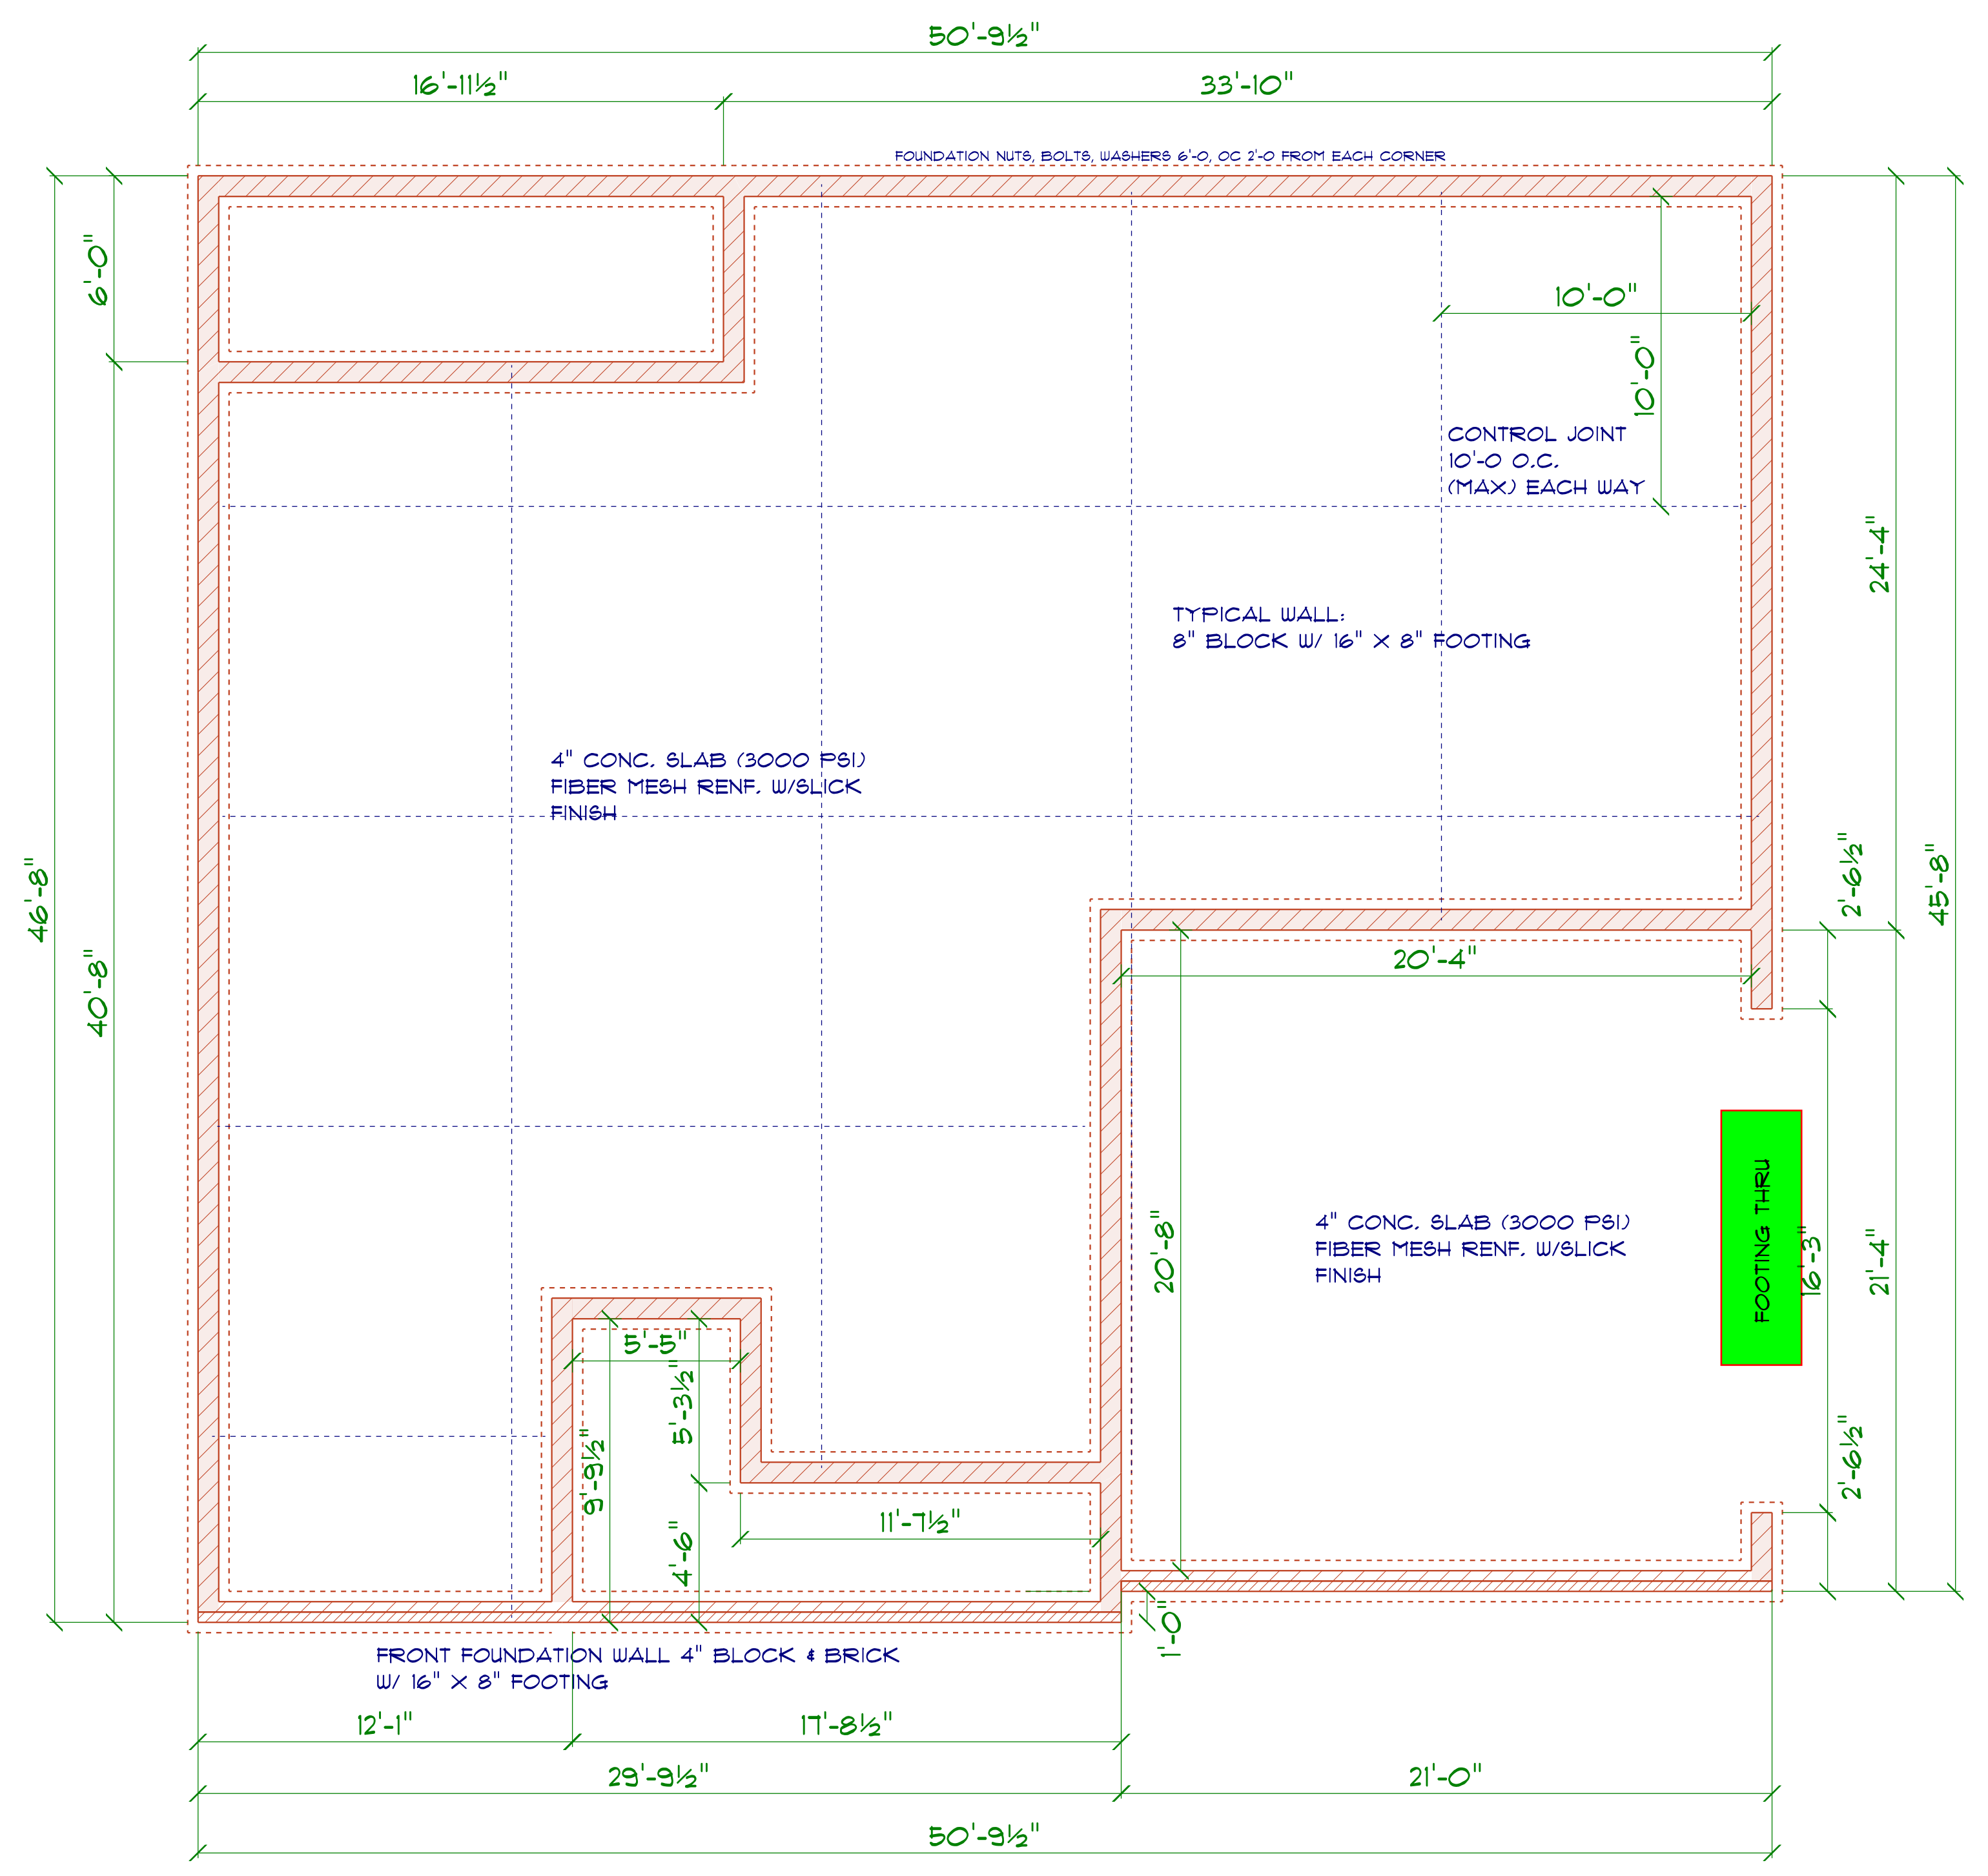 50'-9½"
16'-11½"
33'-10"
FOUNDATION NUTS, BOLTS, WASHERS 6'-0, OC 2'-0 FROM EACH CORNER
6'-0"
10'-0"
10'-0"
CONTROL JOINT
10'-0 O.C.
(MAX) EACH WAY
24'-4"
TYPICAL WALL:
8" BLOCK W/ 16" X 8" FOOTING
4" CONC. SLAB (3000 PSI)
FIBER MESH RENF. W/SLICK
FINISH
46'-8"
2'-6½"
45'-8"
40'-8"
20'-4"
20'-8"
4" CONC. SLAB (3000 PSI)
FIBER MESH RENF. W/SLICK
FINISH
FOOTING THRU
16'-3"
21'-4"
5'-5"
5'-3½"
9'-9½"
2'-6½"
11'-7½"
4'-6"
1'-0"
FRONT FOUNDATION WALL 4" BLOCK & BRICK
W/ 16" X 8" FOOTING
12'-1"
17'-8½"
29'-9½"
21'-0"
50'-9½"